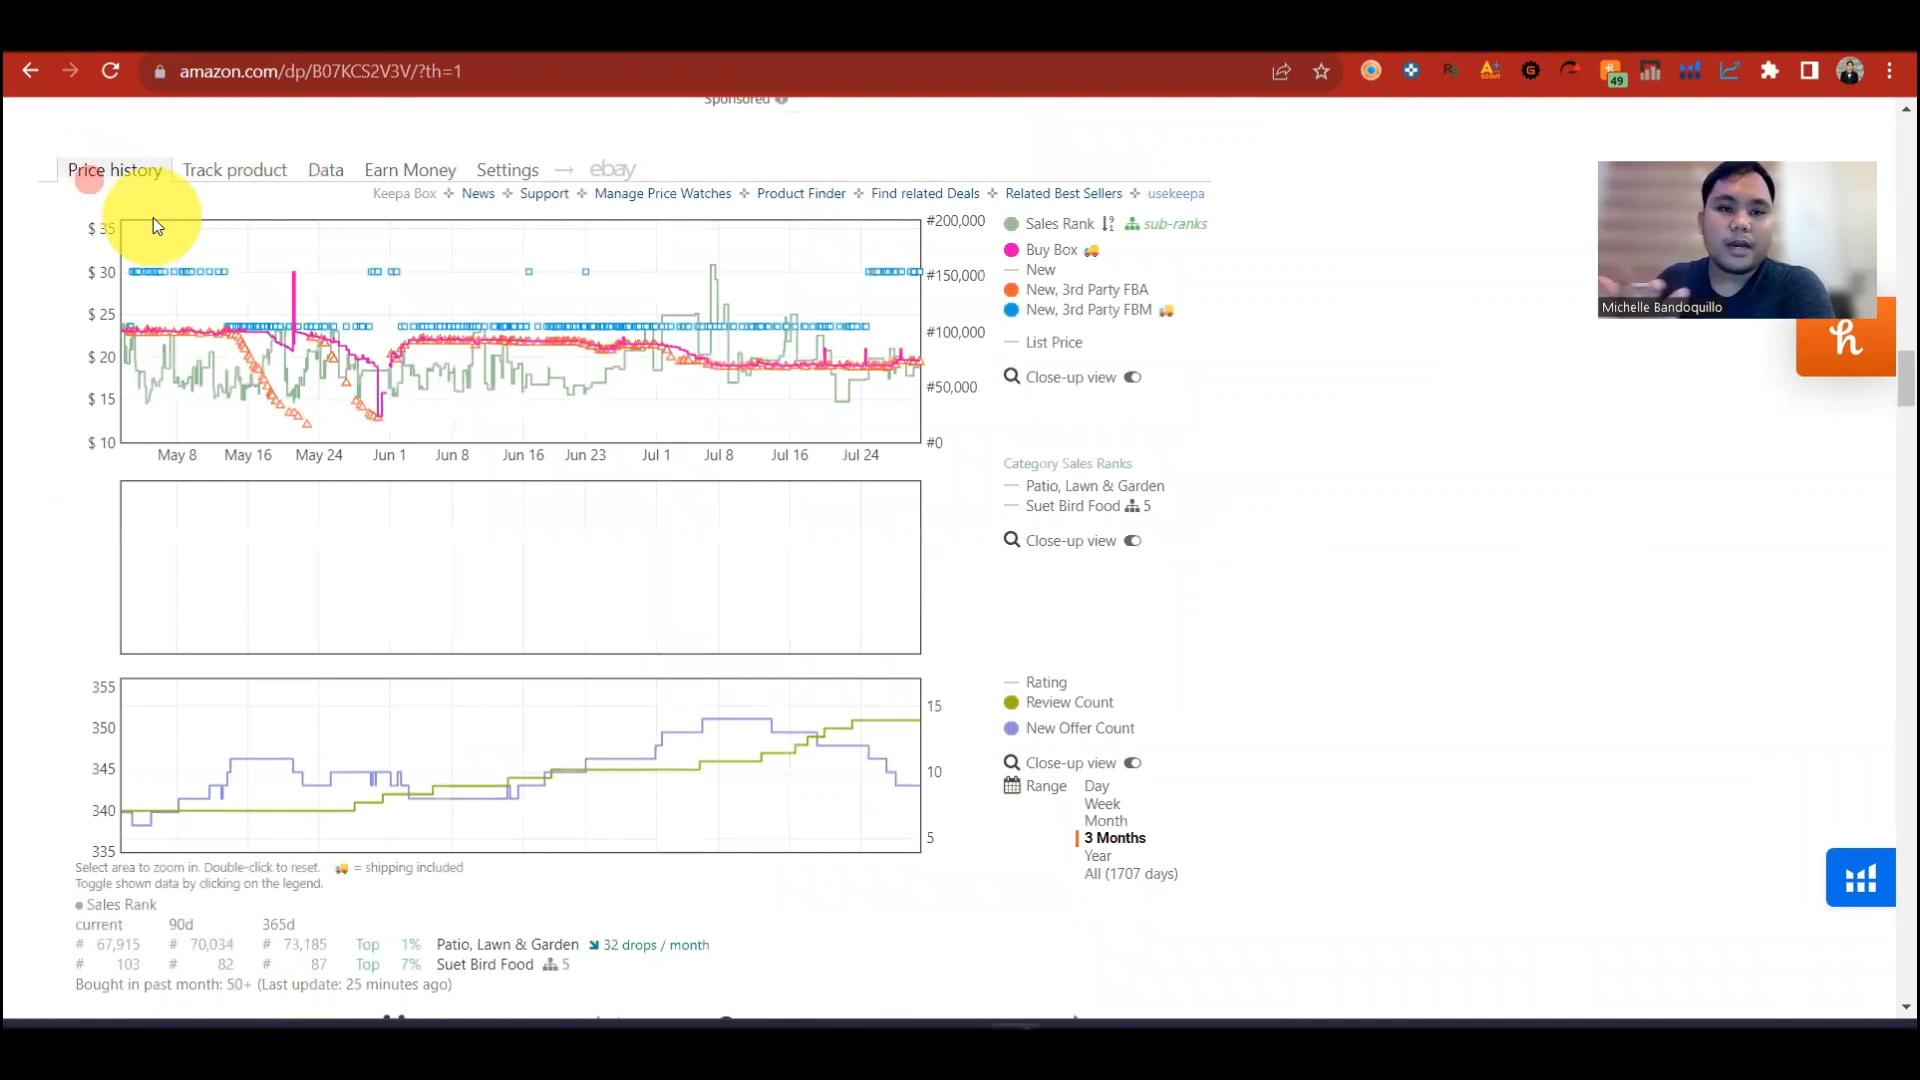 amazon.com/dp/B07KCS2V3V/?th=1
49
Sponsored
Price history Track product Data Earn Money Settings → ebay
Keepa Box News Support Manage Price Watches Product Finder Find related Deals Related Best Sellers usekeepa
$ 35
$ 30
$ 25
$ 20
$ 15
$ 10
#200,000
#150,000
#100,000
#50,000
#0
May 8 May 16 May 24 Jun 1 Jun 8 Jun 16 Jun 23 Jul 1 Jul 8 Jul 16 Jul 24
Sales Rank sub-ranks
Buy Box
New
New, 3rd Party FBA
New, 3rd Party FBM
List Price
Close-up view
Michelle Bandoquillo
Category Sales Ranks
Patio, Lawn & Garden
Suet Bird Food 5
Close-up view
355
350
345
340
335
15
10
5
Rating
Review Count
New Offer Count
Close-up view
Range Day
Week
Month
3 Months
Year
All (1707 days)
Select area to zoom in. Double-click to reset. = shipping included
Toggle shown data by clicking on the legend.
Sales Rank
current 90d 365d
# 67,915 # 70,034 # 73,185 Top 1% Patio, Lawn & Garden 32 drops / month
# 103 # 82 # 87 Top 7% Suet Bird Food 5
Bought in past month: 50+ (Last update: 25 minutes ago)